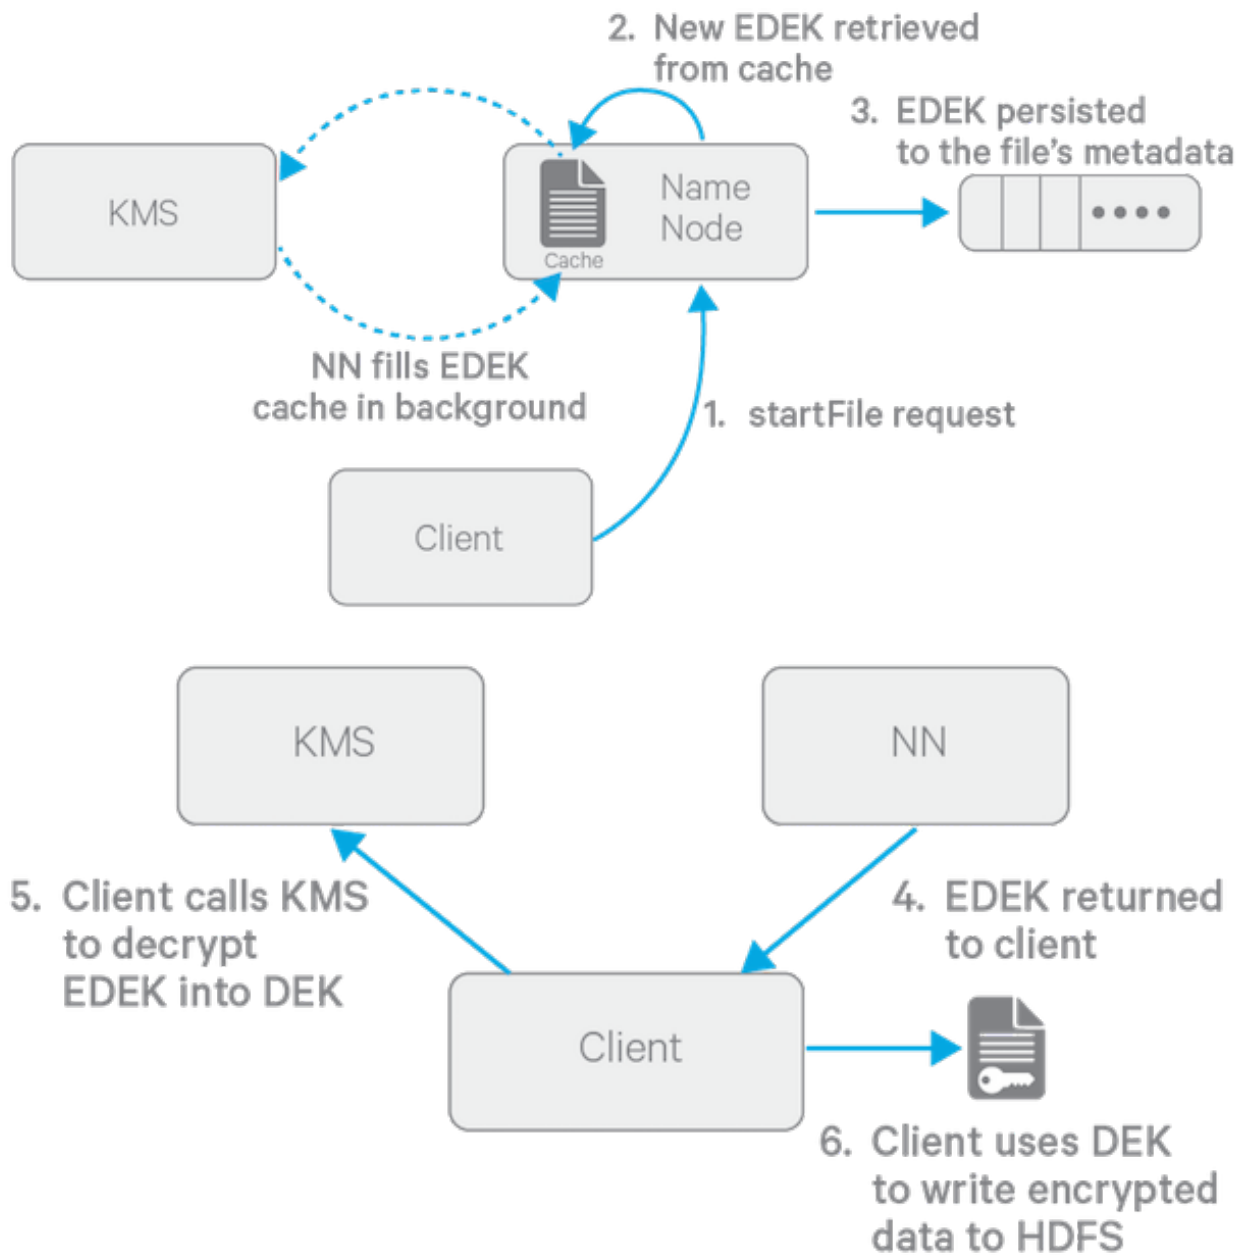 2. New EDEK retrieved
from cache
3. EDEK persisted
to the file's metadata
KMS
Name
Node
Cache
NN fills EDEK
cache in background
1. startFile request
Client
KMS
NN
5. Client calls KMS
to decrypt
EDEK into DEK
4. EDEK returned
to client
Client
6. Client uses DEK
to write encrypted
data to HDFS